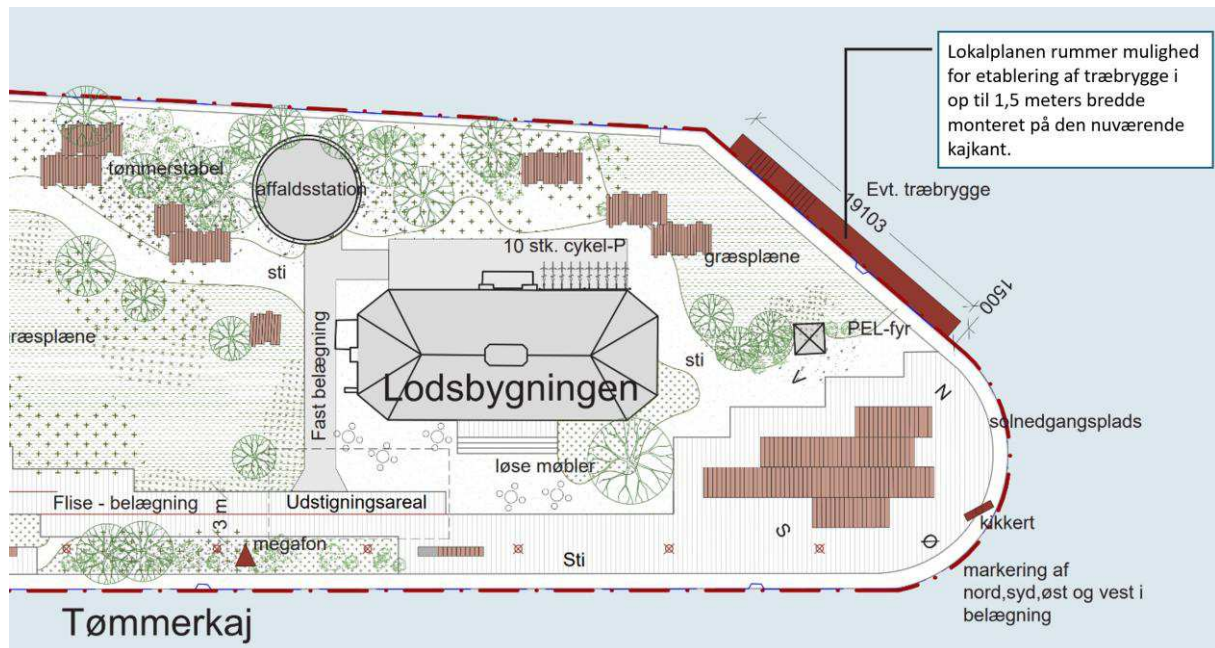 Lokalplanen rummer mulighed
for etablering af træbrygge i
op til 1,5 meters bredde
monteret på den nuværende
kajkant.
Evt. træbrygge
19103
1500
tømmerstabel
affaldsstation
10 stk. cykel-P
græsplæne
sti
græsplæne
PEL-fyr
sti
Fast belægning
Lodsbygningen
V
N
solnedgangsplads
løse møbler
Flise - belægning
3 m.
Udstigningsareal
kikkert
S
Ø
megafon
Sti
markering af
nord,syd,øst og vest i
belægning
Tømmerkaj